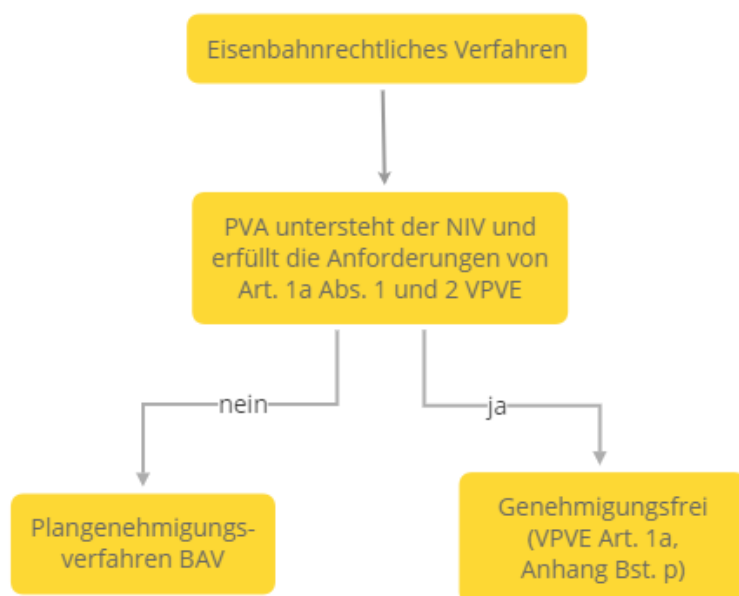 Eisenbahnrechtliches Verfahren
PVA untersteht der NIV und
erfüllt die Anforderungen von
Art. 1a Abs. 1 und 2 VPVE
nein
ja
Plangenehmigungs-
verfahren BAV
Genehmigungsfrei
(VPVE Art. 1a,
Anhang Bst. p)